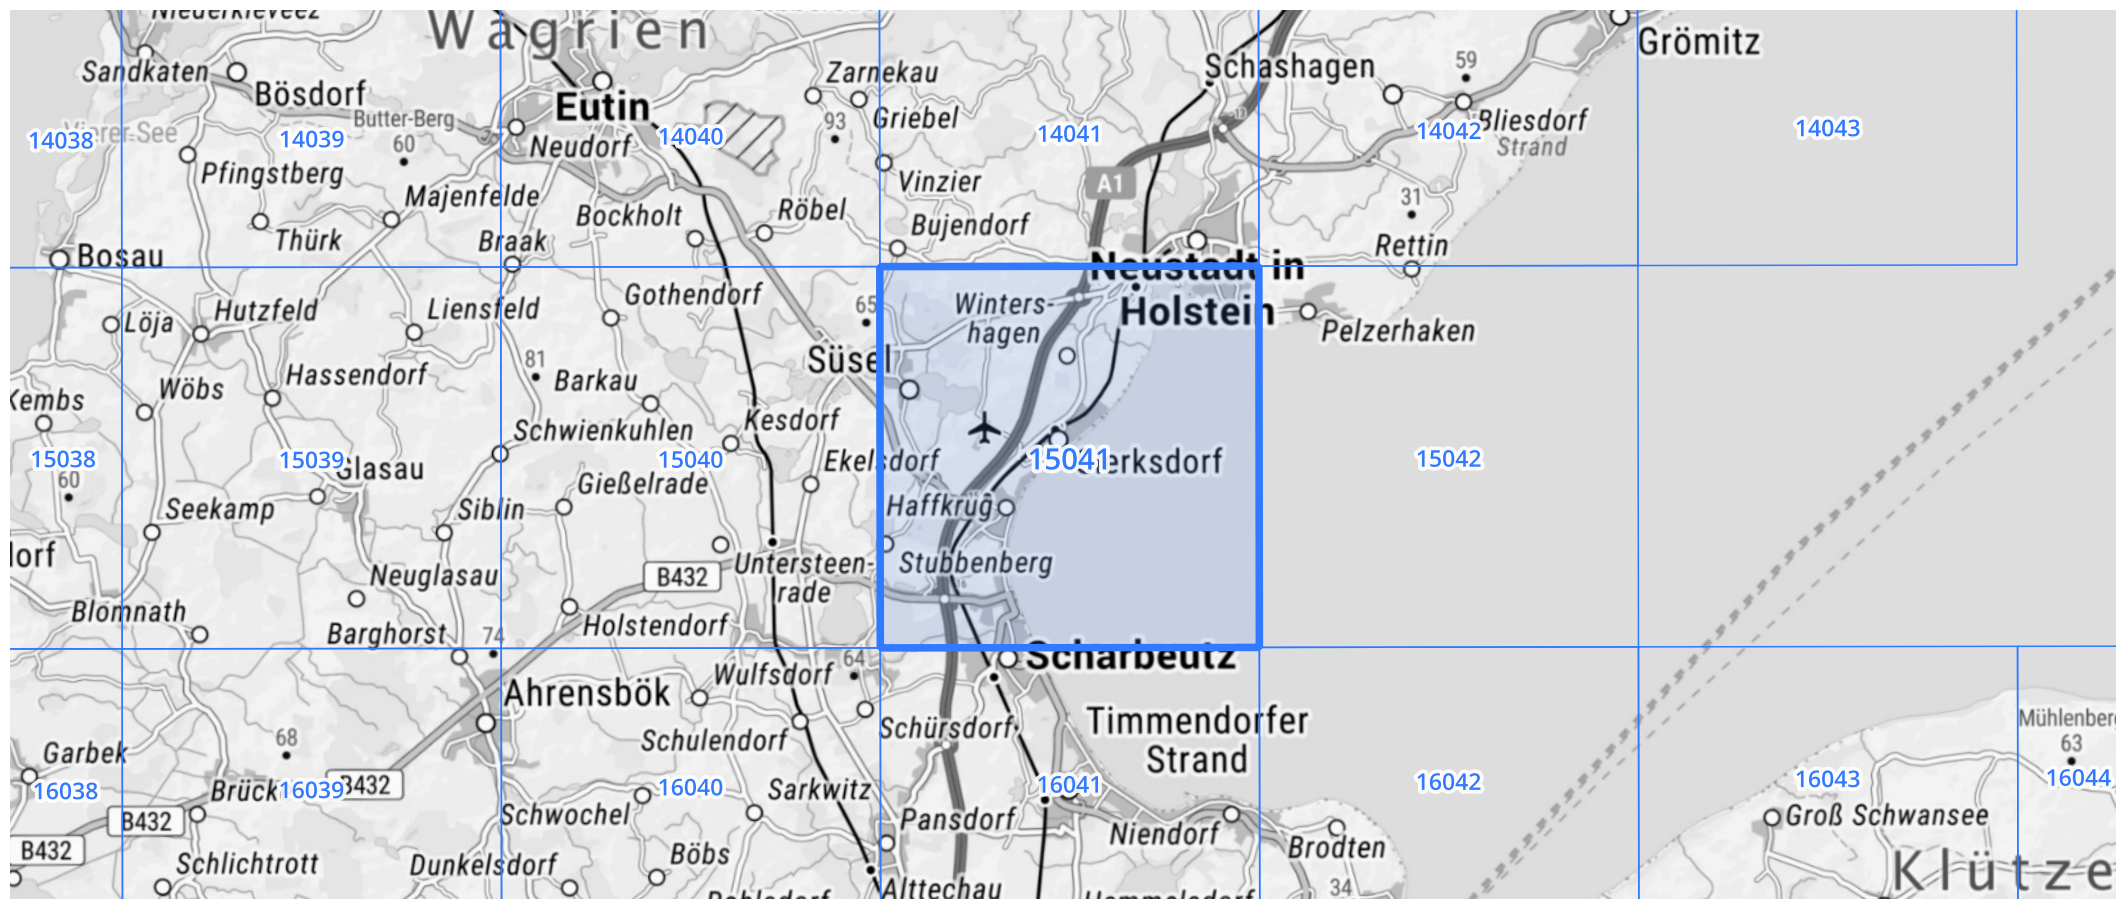 Wagrien
Sandkaten
Bösdorf
Eutin
Zarnekau
Schashagen
59
Grömitz
Vierer-See
Butter-Berg
60
Neudorf
93
Griebel
13
Bliesdorf
Strand
14038
14039
14040
14041
14042
14043
Pfingstberg
Majenfelde
Vinzier
A1
31
Thürk
Braak
Bockholt
Röbel
Bujendorf
Rettin
Bosau
Neustadt in
Holstein
Hutzfeld
Löja
Liensfeld
Gothendorf
65
Winters-
hagen
Pelzerhaken
Wöbs
Hassendorf
81
Barkau
Süsel
Kembs
Schwienkuhlen
Kesdorf
15038
15039
15040
15041
15042
60
Glasau
Ekelsdorf
Seekamp
Siblin
Gießelrade
Haffkrug
Neuglasau
B432
Untersteen-
rade
Stubbenberg
16
Blomnath
Barghorst
Holstendorf
74
64
Scharbeutz
Ahrensbök
Wulfsdorf
Schürsdorf
Timmendorfer
Strand
Mühlenberg
63
Garbek
68
Schulendorf
16038
16039
16040
16041
16042
16043
16044
B432
Sarkwitz
B432
Schwochel
Pansdorf
Niendorf
Groß Schwansee
B432
Schlichtrott
Dunkelsdorf
Böbs
Brodten
34
Alttechau
Klütze